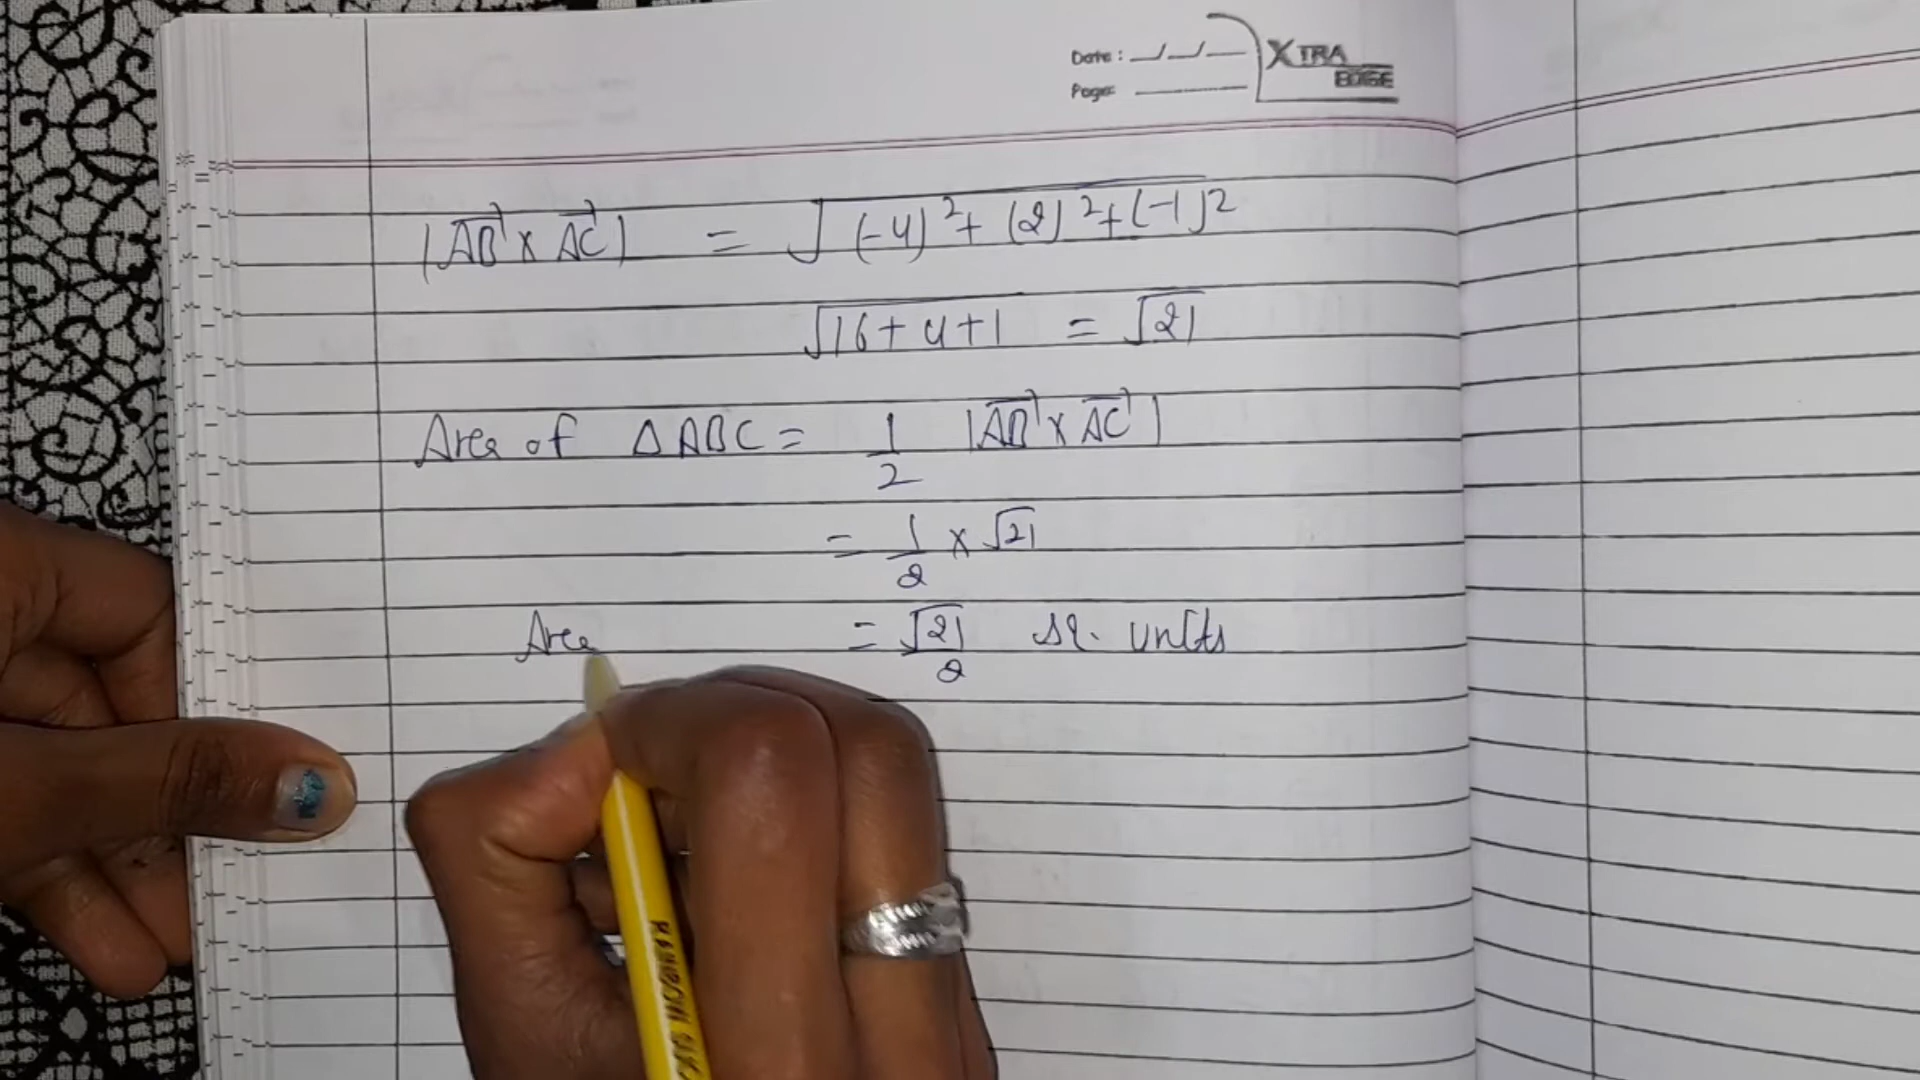 Date: __/__/__
XTRA EDGE
Page:
|AB⃗ × AC⃗| = √((-4)² + (2)² + (-1)²)
√(16+4+1) = √21
Area of ΔABC = 1/2 |AB⃗ × AC⃗|
= 1/2 × √21
Area = √21/2 sq. units